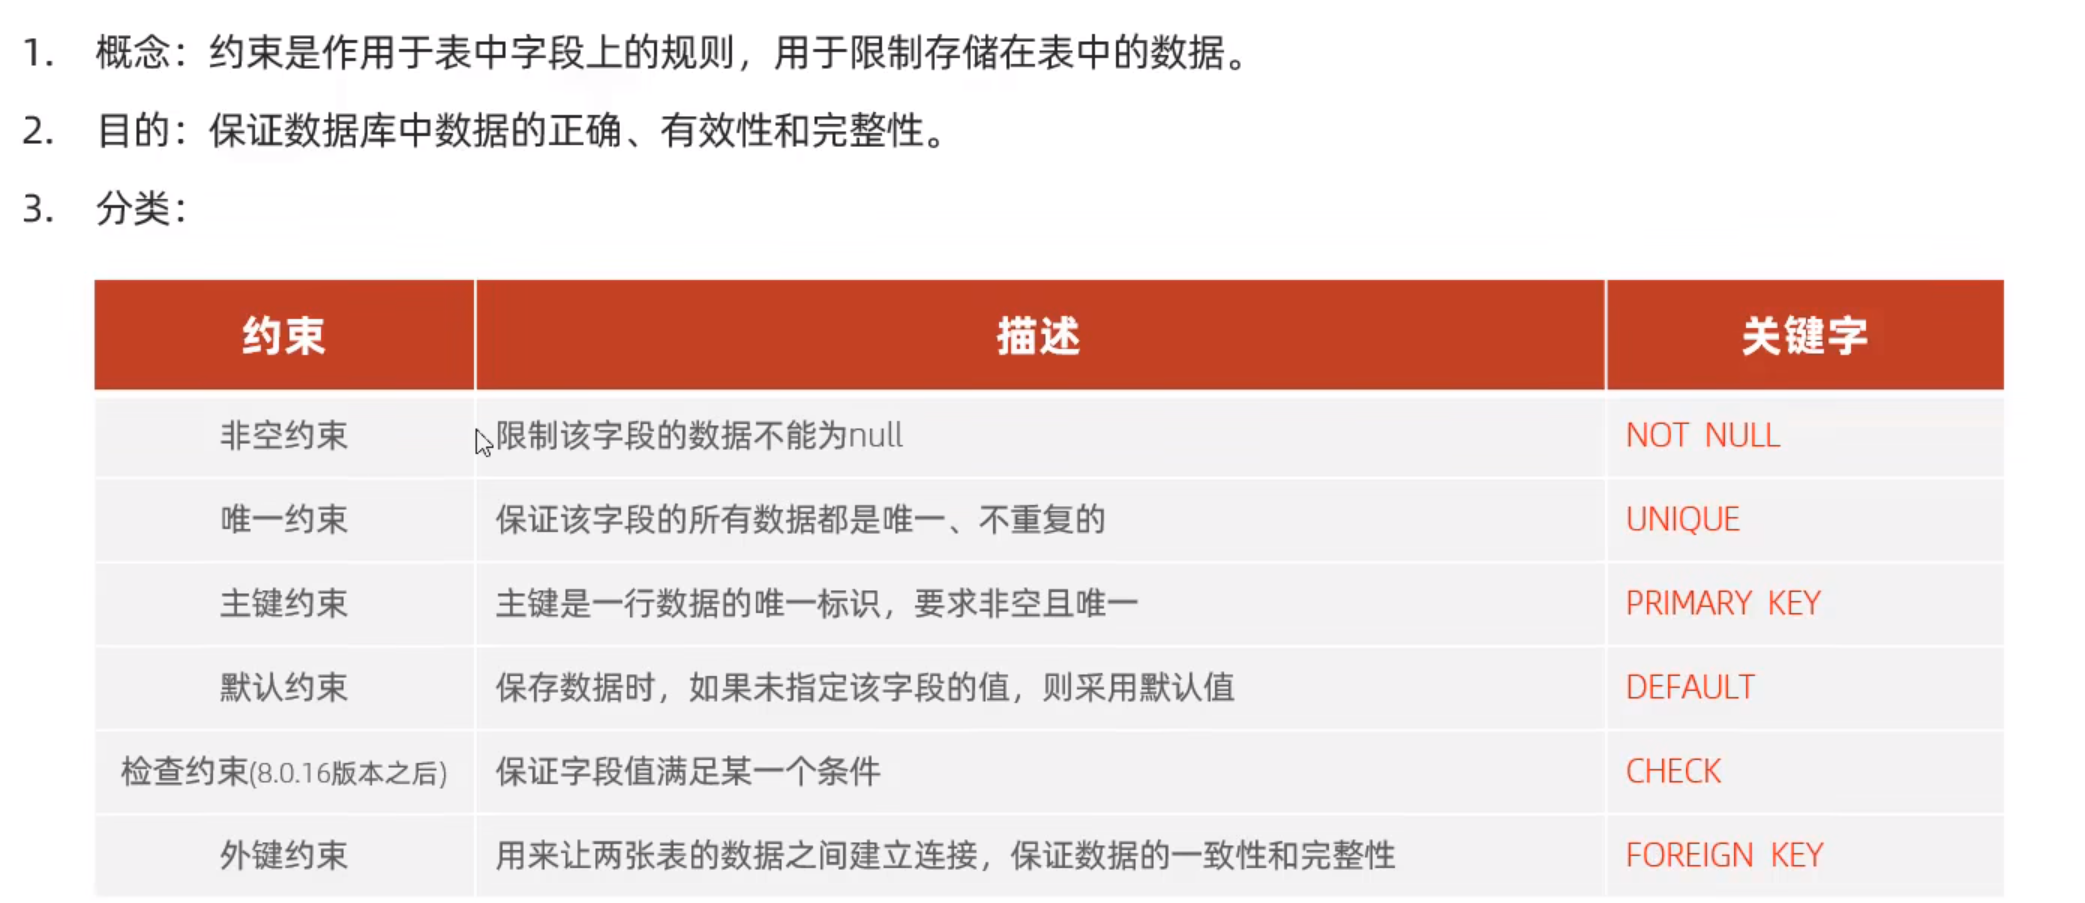 1. 概念：约束是作用于表中字段上的规则，用于限制存储在表中的数据。
2. 目的：保证数据库中数据的正确、有效性和完整性。
3. 分类：
约束 描述 关键字
非空约束 限制该字段的数据不能为null NOT NULL
唯一约束 保证该字段的所有数据都是唯一、不重复的 UNIQUE
主键约束 主键是一行数据的唯一标识，要求非空且唯一 PRIMARY KEY
默认约束 保存数据时，如果未指定该字段的值，则采用默认值 DEFAULT
检查约束(8.0.16版本之后) 保证字段值满足某一个条件 CHECK
外键约束 用来让两张表的数据之间建立连接，保证数据的一致性和完整性 FOREIGN KEY